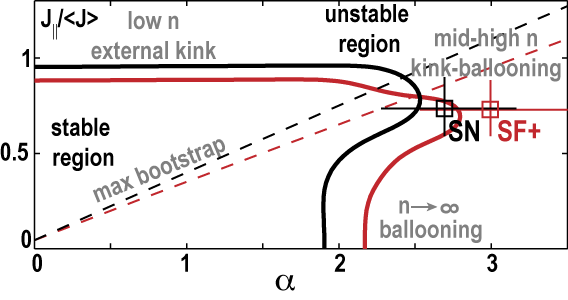 J||/<J>
low n
external kink
unstable
region
mid-high n
kink-ballooning
1
stable
region
max bootstrap
SN
SF+
0.5
n→∞
ballooning
0
0
1
2
3
α